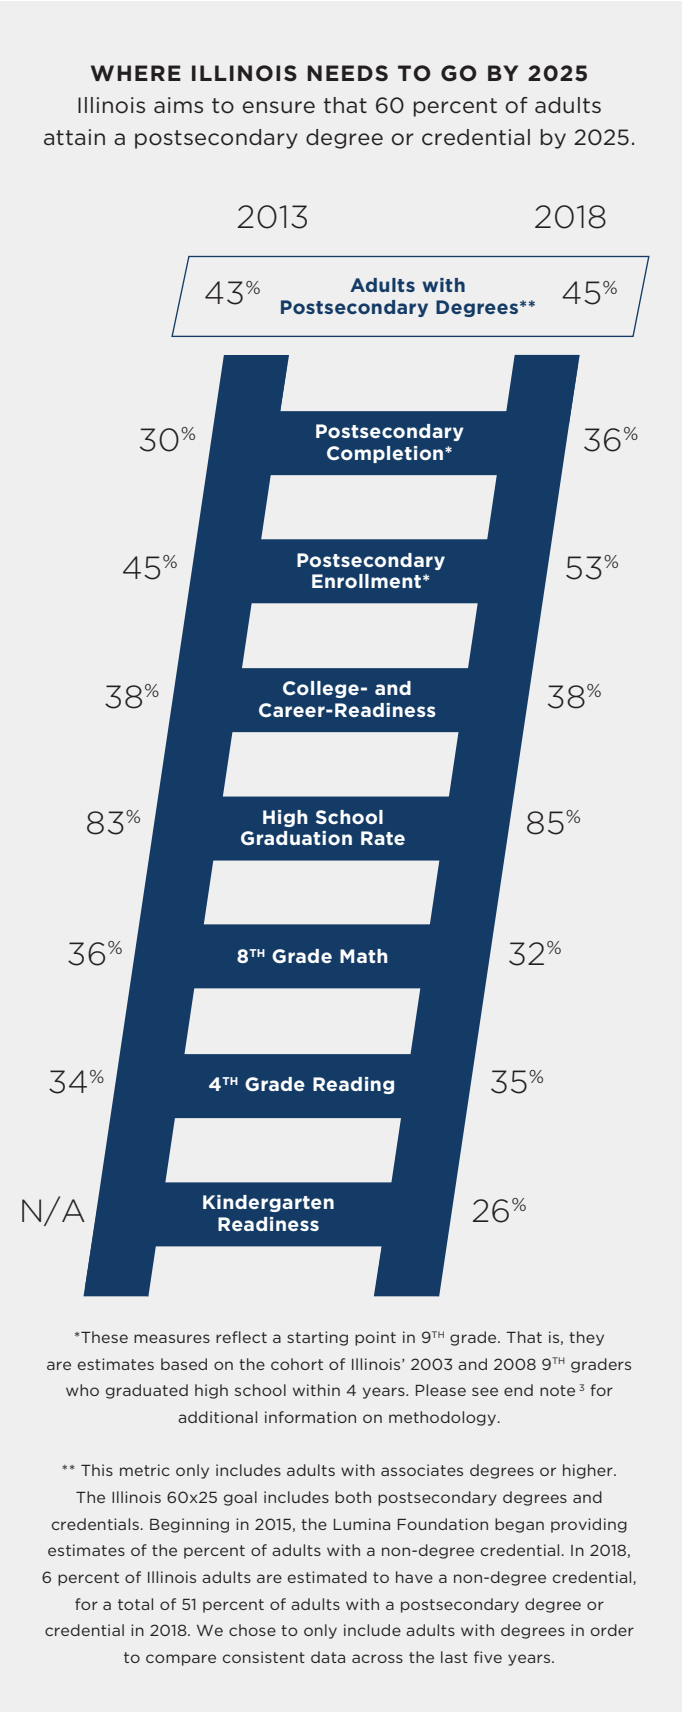 WHERE ILLINOIS NEEDS TO GO BY 2025
Illinois aims to ensure that 60 percent of adults
attain a postsecondary degree or credential by 2025.
2013 2018
43% Adults with Postsecondary Degrees** 45%
30% Postsecondary Completion* 36%
45% Postsecondary Enrollment* 53%
38% College- and Career-Readiness 38%
83% High School Graduation Rate 85%
36% 8TH Grade Math 32%
34% 4TH Grade Reading 35%
N/A Kindergarten Readiness 26%
*These measures reflect a starting point in 9TH grade. That is, they
are estimates based on the cohort of Illinois’ 2003 and 2008 9TH graders
who graduated high school within 4 years. Please see end note 3 for
additional information on methodology.
** This metric only includes adults with associates degrees or higher.
The Illinois 60x25 goal includes both postsecondary degrees and
credentials. Beginning in 2015, the Lumina Foundation began providing
estimates of the percent of adults with a non-degree credential. In 2018,
6 percent of Illinois adults are estimated to have a non-degree credential,
for a total of 51 percent of adults with a postsecondary degree or
credential in 2018. We chose to only include adults with degrees in order
to compare consistent data across the last five years.